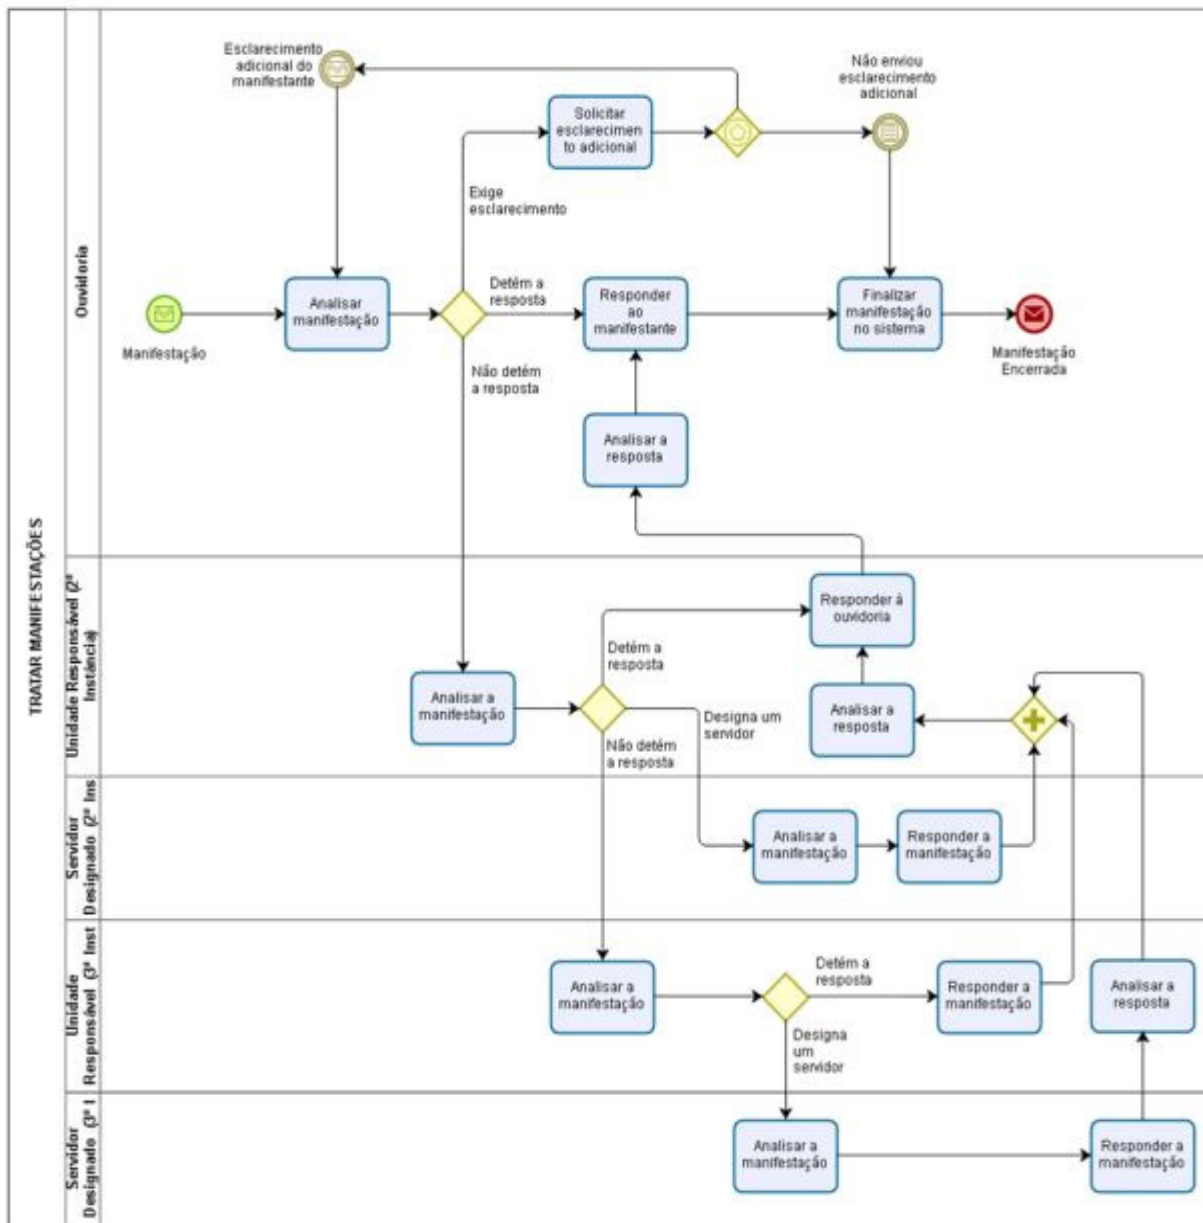 TRATAR MANIFESTAÇÕES
Ouvidoria
Esclarecimento
adicional do
manifestante
Não enviou
esclarecimento
adicional
Solicitar
esclarecimen
to adicional
Exige
esclarecimento
Manifestação
Analisar
manifestação
Detém a
resposta
Responder
ao
manifestante
Finalizar
manifestação
no sistema
Manifestação
Encerrada
Não detém
a resposta
Analisar a
resposta
Unidade Responsável (2ª
Instância)
Analisar a
manifestação
Detém a
resposta
Responder à
ouvidoria
Designa um
servidor
Não detém
a resposta
Analisar a
resposta
Servidor
Designado (2ª Ins
Analisar a
manifestação
Responder a
manifestação
Unidade
Responsável (3ª Inst
Analisar a
manifestação
Detém a
resposta
Responder a
manifestação
Analisar a
resposta
Designa
um
servidor
Servidor
Designado (3ª I
Analisar a
manifestação
Responder a
manifestação